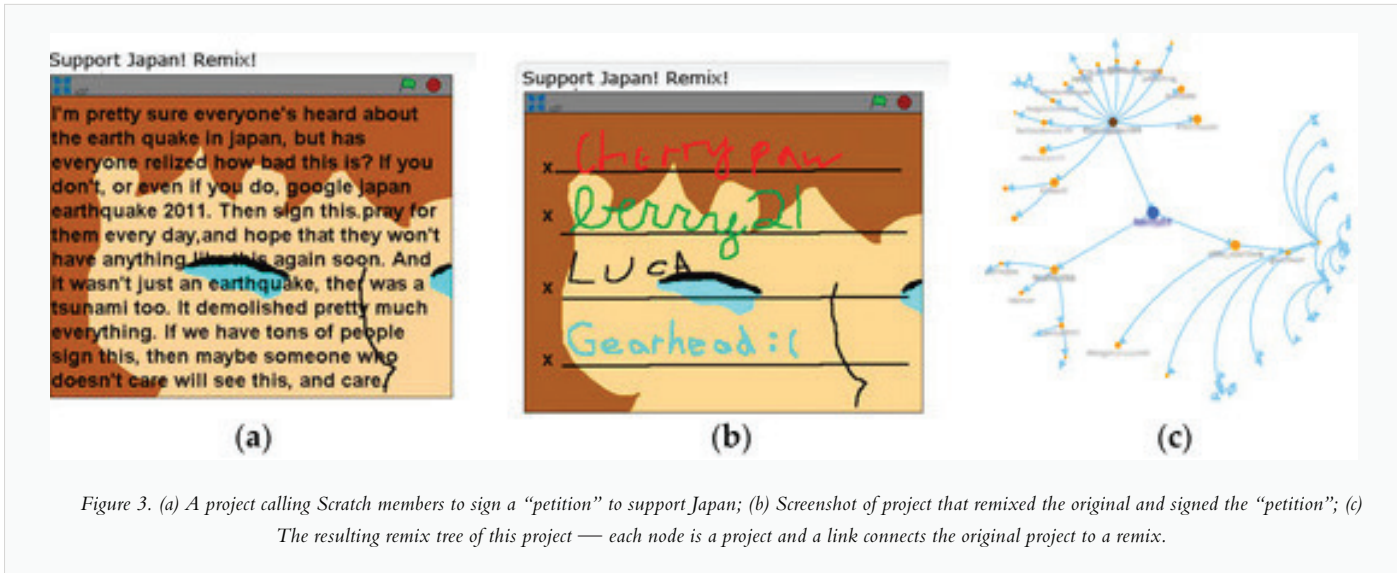 Support Japan! Remix!
I'm pretty sure everyone's heard about
the earth quake in japan, but has
everyone relized how bad this is? If you
don't, or even if you do, google japan
earthquake 2011. Then sign this.pray for
them every day,and hope that they won't
have anything like this again soon. And
it wasn't just an earthquake, ther was a
tsunami too. It demolished pretty much
everything. If we have tons of people
sign this, then maybe someone who
doesn't care will see this, and care.
(a)
Support Japan! Remix!
x Cherrypaw
x berry21
x LUCA
x Gearhead :(
(b)
(c)
Figure 3. (a) A project calling Scratch members to sign a “petition” to support Japan; (b) Screenshot of project that remixed the original and signed the “petition”; (c)
The resulting remix tree of this project — each node is a project and a link connects the original project to a remix.